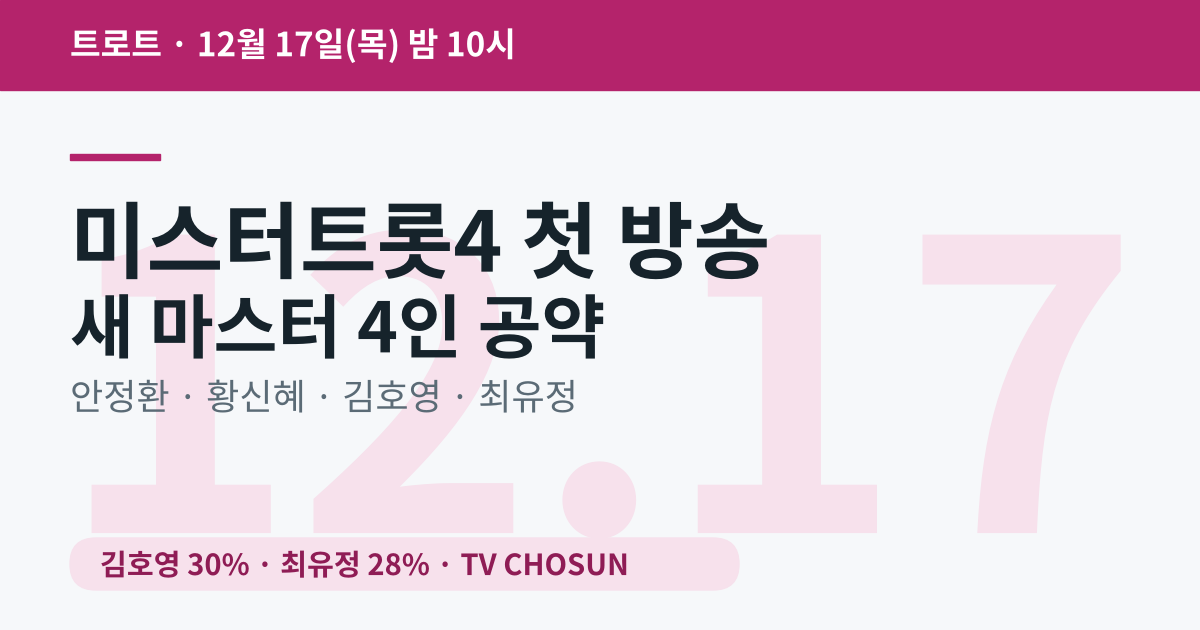 트로트 · 12월 17일(목) 밤 10시
미스터트롯4 첫 방송
새 마스터 4인 공약
안정환 · 황신혜 · 김호영 · 최유정
12.17
김호영 30% · 최유정 28% · TV CHOSUN